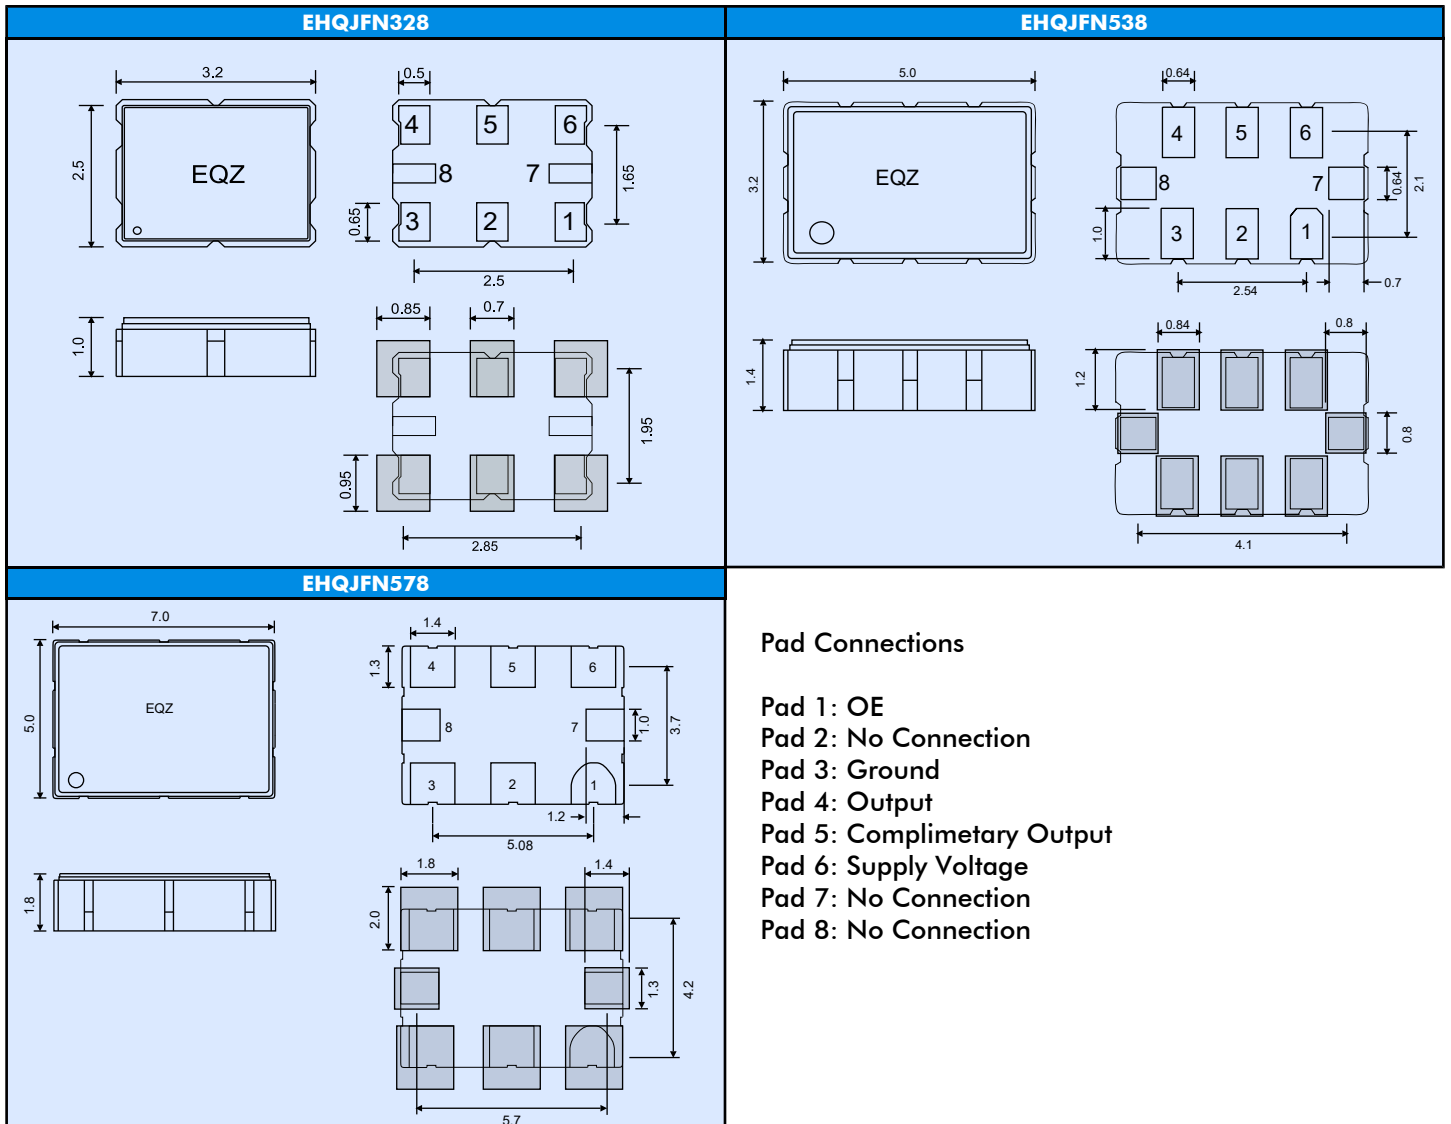 EHQJFN328
3.2
2.5
EQZ
0.5
4 5 6
8 7
3 2 1
0.65
1.65
2.5
1.0
0.85
0.7
0.95
1.95
2.85
EHQJFN538
5.0
3.2
EQZ
0.64
4 5 6
8 7
3 2 1
0.64
2.1
1.0
2.54
0.7
1.4
0.84
0.8
1.2
0.8
4.1
EHQJFN578
7.0
5.0
EQZ
1.4
1.3
4 5 6
8 7
3 2 1
1.0
3.7
1.2
5.08
1.8
1.8
1.4
2.0
1.3
4.2
5.7
Pad Connections
Pad 1: OE
Pad 2: No Connection
Pad 3: Ground
Pad 4: Output
Pad 5: Complimetary Output
Pad 6: Supply Voltage
Pad 7: No Connection
Pad 8: No Connection